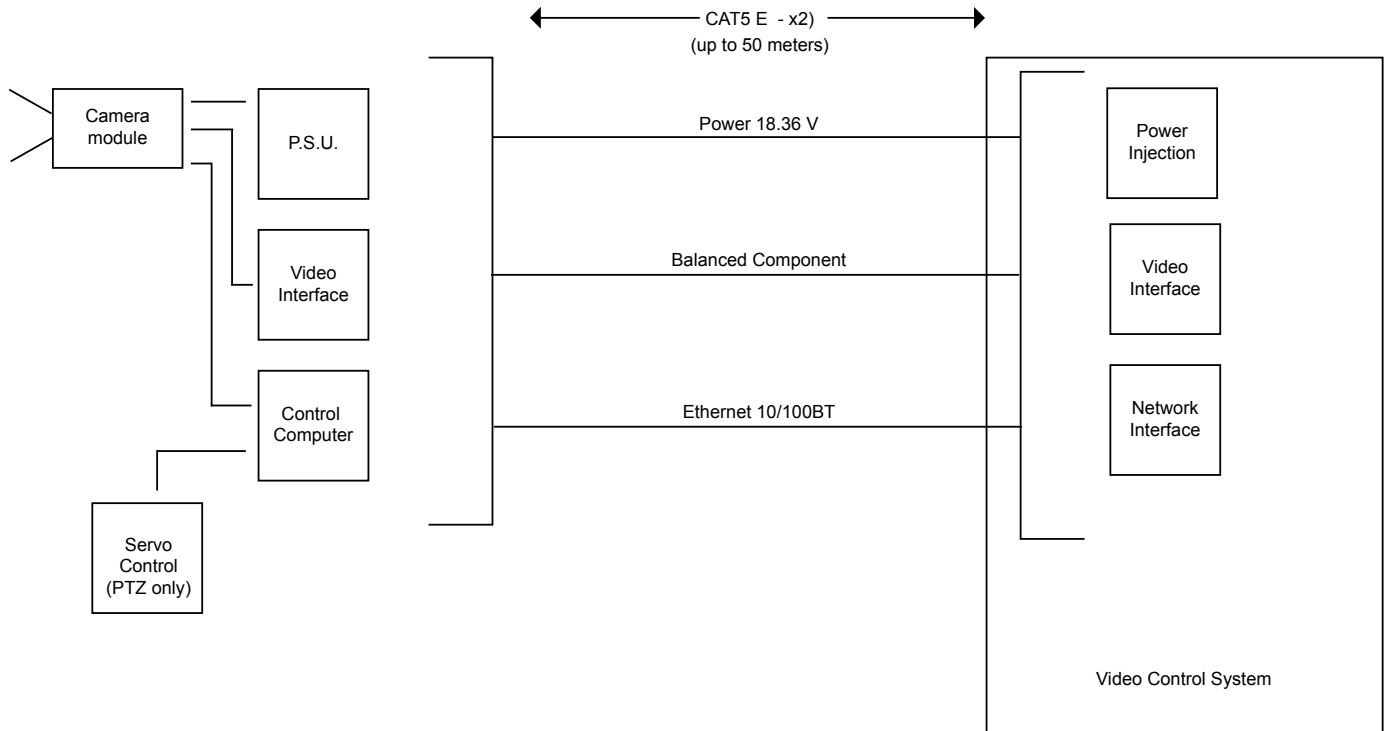 CAT5 E - x2)
(up to 50 meters)
Camera
module
P.S.U.
Power 18.36 V
Power
Injection
Video
Interface
Balanced Component
Video
Interface
Control
Computer
Ethernet 10/100BT
Network
Interface
Servo
Control
(PTZ only)
Video Control System